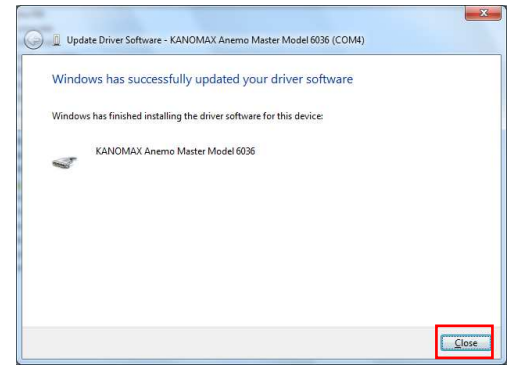 Update Driver Software - KANOMAX Anemo Master Model 6036 (COM4)
Windows has successfully updated your driver software
Windows has finished installing the driver software for this device:
KANOMAX Anemo Master Model 6036
Close